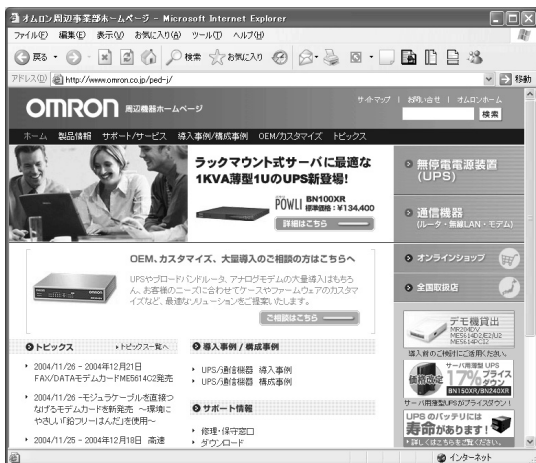 オムロン周辺事業部ホームページ - Microsoft Internet Explorer
ファイル(F) 編集(E) 表示(V) お気に入り(A) ツール(T) ヘルプ(H)
戻る 検索 お気に入り
アドレス(D) http://www.omron.co.jp/ped-j/ 移動
サイトマップ | お問い合せ | オムロンホーム
OMRON 周辺機器ホームページ
検索
ホーム 製品情報 サポート/サービス 導入事例/構成事例 OEM/カスタマイズ トピックス
ラックマウント式サーバに最適な
1KVA薄型1UのUPS新登場!
POWLI BN100XR
標準価格:¥134,400
詳細はこちら
無停電電源装置
(UPS)
通信機器
(ルータ・無線LAN・モデム)
オンラインショップ
全国取扱店
OEM、カスタマイズ、大量導入のご相談の方はこちらへ
UPSやブロードバンドルータ、アナログモデムの大量導入はもちろ
ん、お客様のニーズに合わせてケースやファームウェアのカスタマ
イズなど、最適なソリューションをご提案いたします。
ご相談はこちら
デモ機貸出
MR204DV
ME5614D2/E2/U2
ME5614PC12
導入前のご検討にご活用ください。
トピックス トピックス一覧へ
2004/11/26 - 2004年12月21日
FAX/DATAモデムカードME5614C2発売
2004/11/26 -モジュラケーブルを直接つ
なげるモデムカードを新発売 ~環境に
やさしい「鉛フリーはんだ」を使用~
2004/11/25 - 2004年12月18日 高速
導入事例 / 構成事例
UPS/通信機器 導入事例
UPS/通信機器 構成事例
サポート情報
修理・保守窓口
ダウンロード
サーバ用薄型 UPS
価格改定 17% プライスダウン
BN150XR/BN240XR
サーバ用薄型UPSがプライスダウン!
UPS のバッテリには
寿命があります!
詳しくはこちらをご覧ください。
インターネット